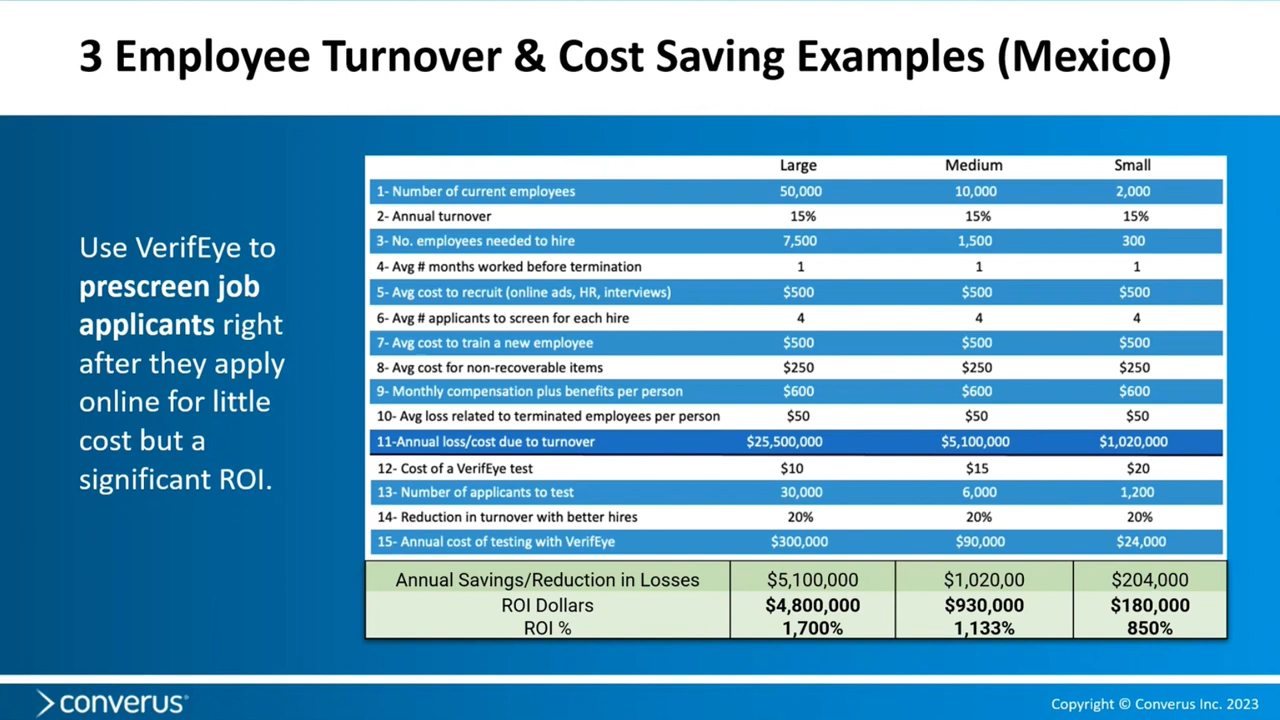 3 Employee Turnover & Cost Saving Examples (Mexico)
Use VerifEye to
prescreen job
applicants right
after they apply
online for little
cost but a
significant ROI.
Large Medium Small
1- Number of current employees 50,000 10,000 2,000
2- Annual turnover 15% 15% 15%
3- No. employees needed to hire 7,500 1,500 300
4- Avg # months worked before termination 1 1 1
5- Avg cost to recruit (online ads, HR, interviews) $500 $500 $500
6- Avg # applicants to screen for each hire 4 4 4
7- Avg cost to train a new employee $500 $500 $500
8- Avg cost for non-recoverable items $250 $250 $250
9- Monthly compensation plus benefits per person $600 $600 $600
10- Avg loss related to terminated employees per person $50 $50 $50
11-Annual loss/cost due to turnover $25,500,000 $5,100,000 $1,020,000
12- Cost of a VerifEye test $10 $15 $20
13- Number of applicants to test 30,000 6,000 1,200
14- Reduction in turnover with better hires 20% 20% 20%
15- Annual cost of testing with VerifEye $300,000 $90,000 $24,000
Annual Savings/Reduction in Losses $5,100,000 $1,020,00 $204,000
ROI Dollars $4,800,000 $930,000 $180,000
ROI % 1,700% 1,133% 850%
converus®
Copyright © Converus Inc. 2023